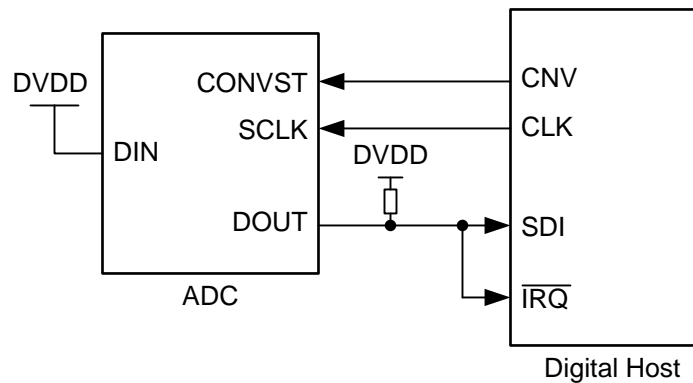 DVDD
DIN
CONVST
SCLK
DOUT
ADC
DVDD
CNV
CLK
SDI
IRQ
Digital Host